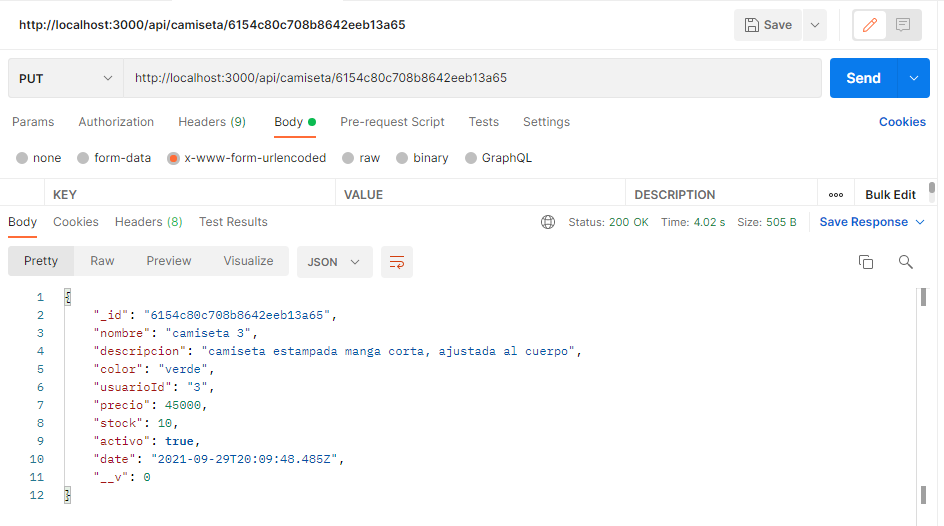 http://localhost:3000/api/camiseta/6154c80c708b8642eeb13a65 Save
PUT http://localhost:3000/api/camiseta/6154c80c708b8642eeb13a65 Send
Params Authorization Headers (9) Body Pre-request Script Tests Settings Cookies
none form-data x-www-form-urlencoded raw binary GraphQL
KEY VALUE DESCRIPTION ooo Bulk Edit
Body Cookies Headers (8) Test Results Status: 200 OK Time: 4.02 s Size: 505 B Save Response
Pretty Raw Preview Visualize JSON
1 {
2 "_id": "6154c80c708b8642eeb13a65",
3 "nombre": "camiseta 3",
4 "descripcion": "camiseta estampada manga corta, ajustada al cuerpo",
5 "color": "verde",
6 "usuarioId": "3",
7 "precio": 45000,
8 "stock": 10,
9 "activo": true,
10 "date": "2021-09-29T20:09:48.485Z",
11 "__v": 0
12 }